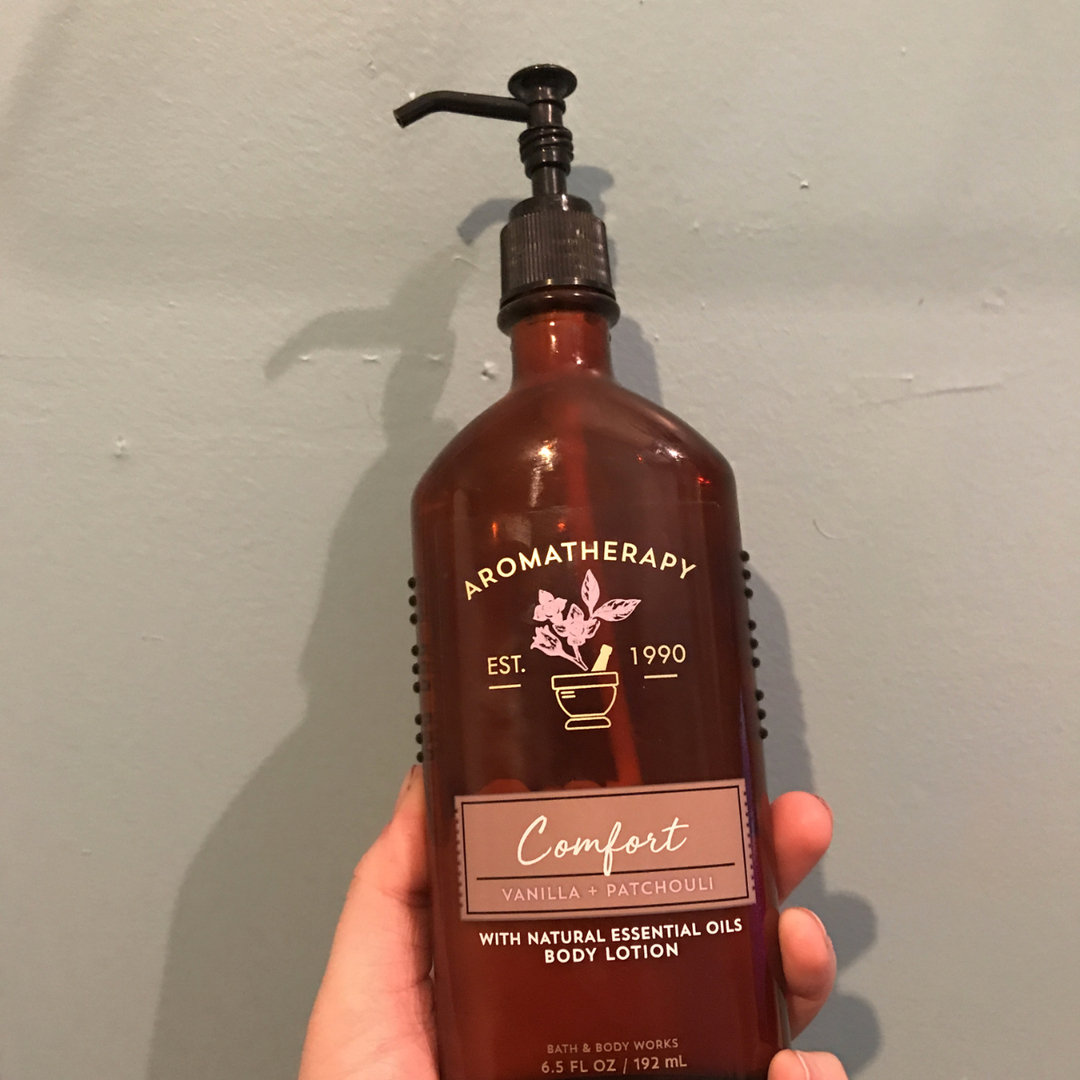 AROMATHERAPY
EST. 1990
Comfort
VANILLA + PATCHOULI
WITH NATURAL ESSENTIAL OILS
BODY LOTION
BATH & BODY WORKS
6.5 FL OZ / 192 mL